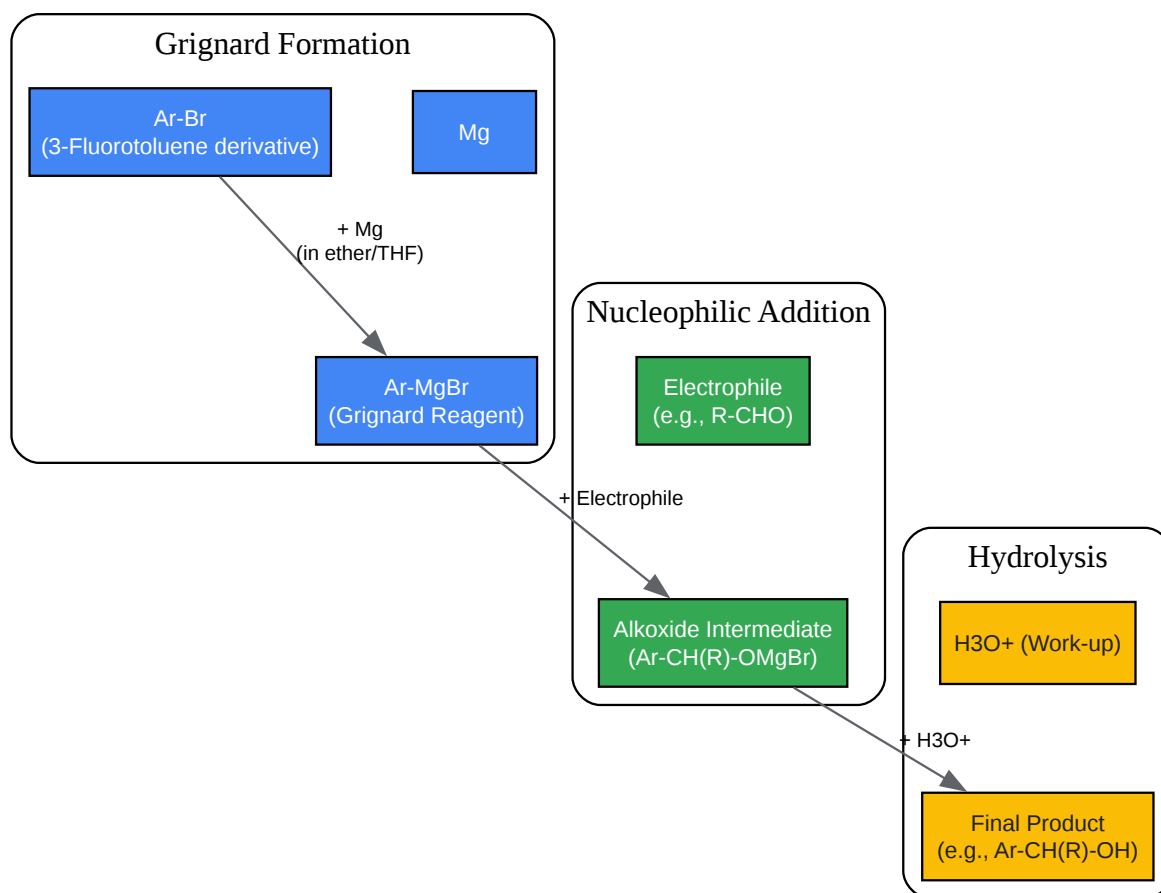 Grignard Formation
Ar-Br
(3-Fluorotoluene derivative)
Mg
+ Mg
(in ether/THF)
Ar-MgBr
(Grignard Reagent)
Nucleophilic Addition
Electrophile
(e.g., R-CHO)
+ Electrophile
Alkoxide Intermediate
(Ar-CH(R)-OMgBr)
Hydrolysis
H3O+ (Work-up)
+ H3O+
Final Product
(e.g., Ar-CH(R)-OH)